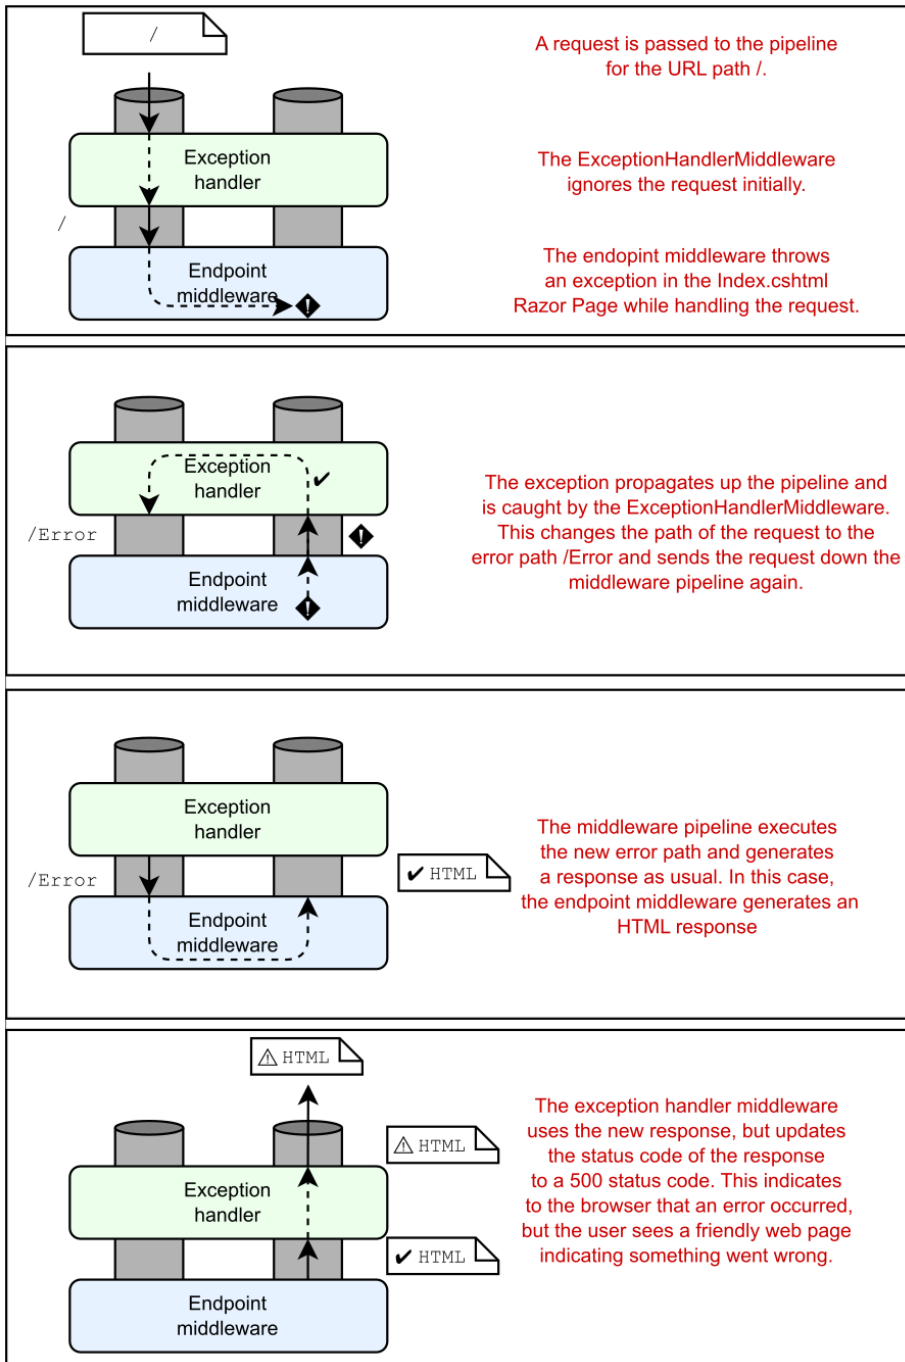 /
A request is passed to the pipeline
for the URL path /.
Exception
handler
The ExceptionHandlerMiddleware
ignores the request initially.
/
Endpoint
middleware
The endopint middleware throws
an exception in the Index.cshtml
Razor Page while handling the request.
Exception
handler
/Error
Endpoint
middleware
The exception propagates up the pipeline and
is caught by the ExceptionHandlerMiddleware.
This changes the path of the request to the
error path /Error and sends the request down the
middleware pipeline again.
Exception
handler
/Error
✔ HTML
Endpoint
middleware
The middleware pipeline executes
the new error path and generates
a response as usual. In this case,
the endpoint middleware generates an
HTML response
⚠ HTML
⚠ HTML
Exception
handler
✔ HTML
Endpoint
middleware
The exception handler middleware
uses the new response, but updates
the status code of the response
to a 500 status code. This indicates
to the browser that an error occurred,
but the user sees a friendly web page
indicating something went wrong.